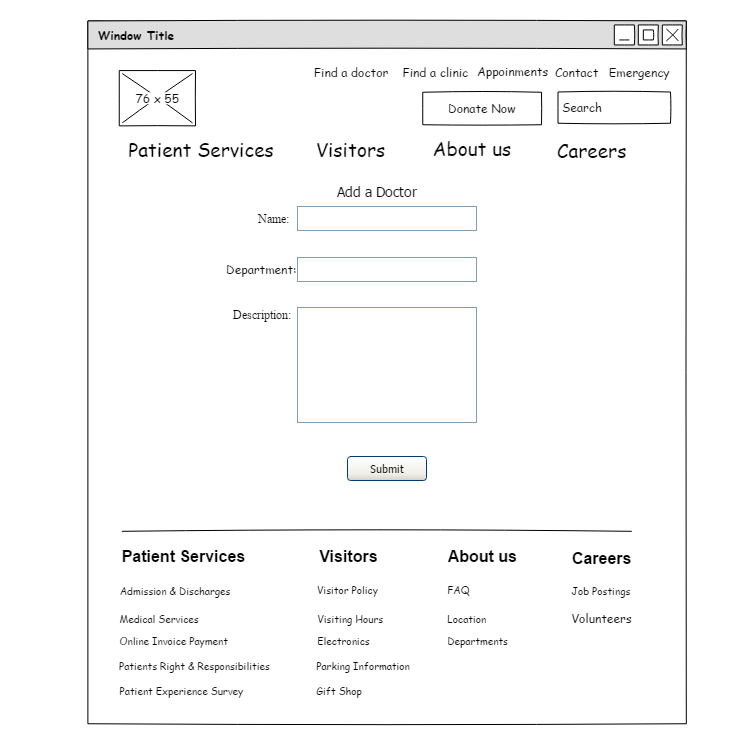 Window Title
Find a doctor Find a clinic Appoinments Contact Emergency
76 x 55
Donate Now Search
Patient Services Visitors About us Careers
Add a Doctor
Name:
Department:
Description:
Submit
Patient Services Visitors About us Careers
Admission & Discharges Visitor Policy FAQ Job Postings
Medical Services Visiting Hours Location Volunteers
Online Invoice Payment Electronics Departments
Patients Right & Responsibilities Parking Information
Patient Experience Survey Gift Shop